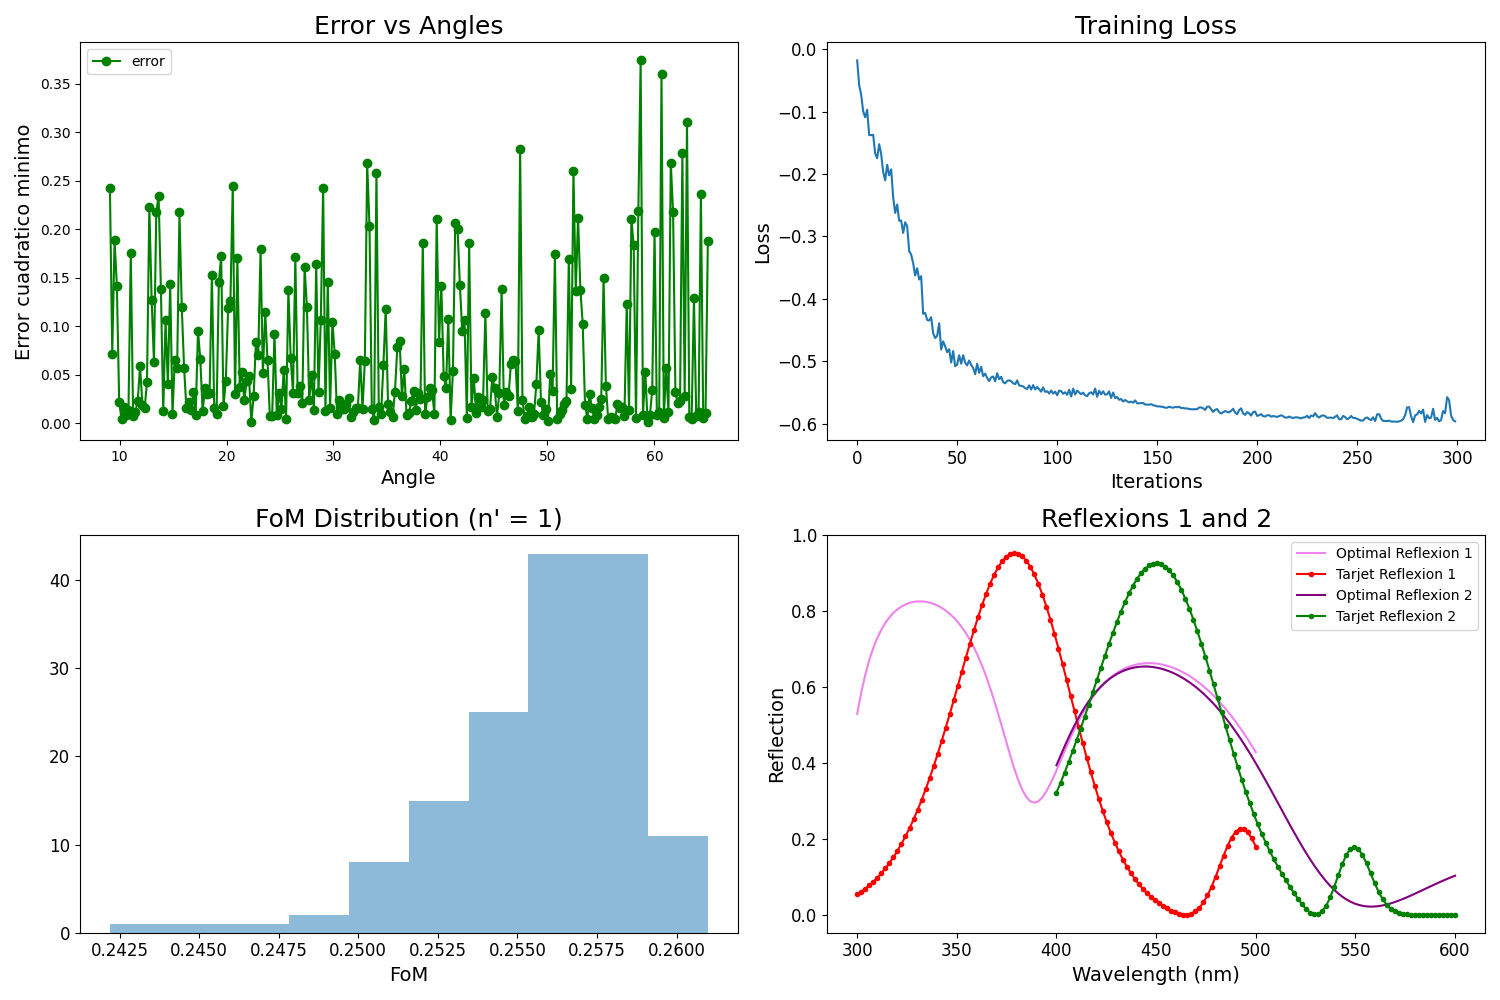 Error vs Angles
error
Error cuadratico minimo
0.35
0.30
0.25
0.20
0.15
0.10
0.05
0.00
10 20 30 40 50 60
Angle
Training Loss
Loss
0.0
−0.1
−0.2
−0.3
−0.4
−0.5
−0.6
0 50 100 150 200 250 300
Iterations
FoM Distribution (n' = 1)
40
30
20
10
0
0.2425 0.2450 0.2475 0.2500 0.2525 0.2550 0.2575 0.2600
FoM
Reflexions 1 and 2
Optimal Reflexion 1
Tarjet Reflexion 1
Optimal Reflexion 2
Tarjet Reflexion 2
Reflection
1.0
0.8
0.6
0.4
0.2
0.0
300 350 400 450 500 550 600
Wavelength (nm)